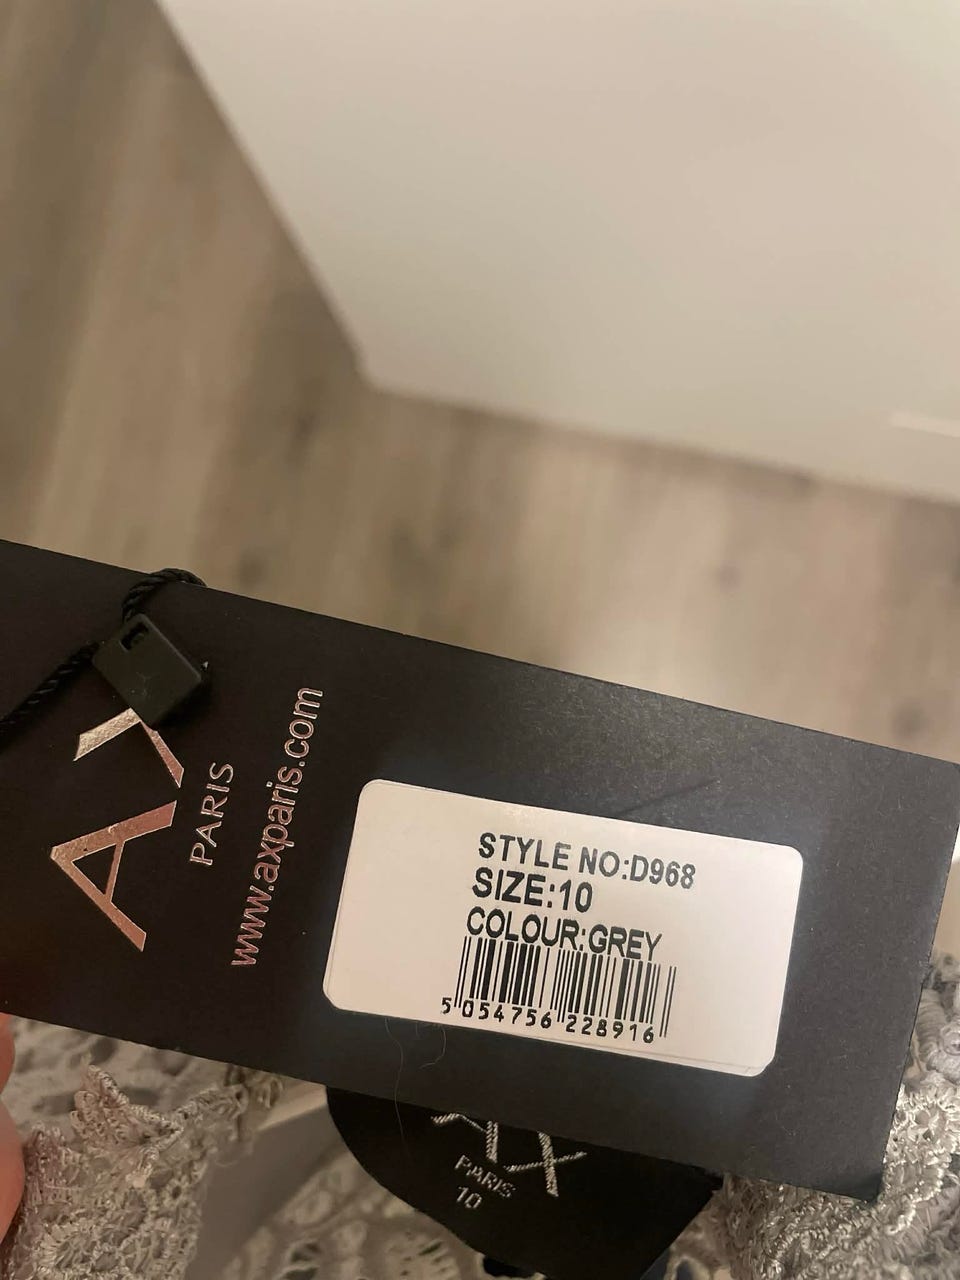 AX
PARIS
www.axparis.com
STYLE NO:D968
SIZE:10
COLOUR:GREY
5 054756 228916
AX
PARIS
10